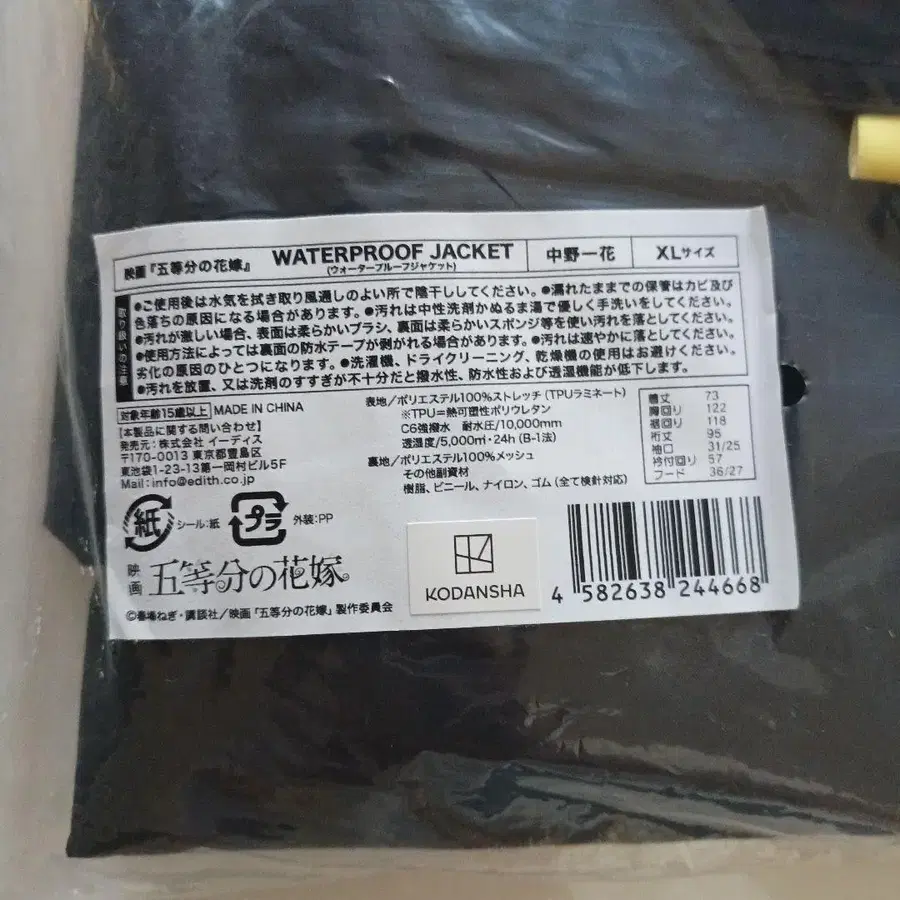 映画『五等分の花嫁』 WATERPROOF JACKET (ウォータープルーフジャケット) 中野一花 XLサイズ
取り扱いの注意
●ご使用後は水気を拭き取り風通しのよい所で陰干ししてください。●濡れたままでの保管はカビ及び
色落ちの原因になる場合があります。●汚れは中性洗剤かぬるま湯で優しく手洗いをしてください。
●汚れが激しい場合、表面は柔らかいブラシ、裏面は柔らかいスポンジ等を使い汚れを落としてください。
●使用方法によっては裏面の防水テープが剝がれる場合があります。●汚れは速やかに落としてください。
劣化の原因のひとつになります。●洗濯機、ドライクリーニング、乾燥機の使用はお避けください。
●汚れを放置、又は洗剤のすすぎが不十分だと撥水性、防水性および透湿機能が低下します。
対象年齢15歳以上 MADE IN CHINA
【本製品に関する問い合わせ】
発売元:株式会社 イーディス
〒170-0013 東京都豊島区
東池袋1-23-13第一岡村ビル5F
Mail:info@edith.co.jp
表地/ポリエステル100%ストレッチ(TPUラミネート)
※TPU=熱可塑性ポリウレタン
C6強撥水 耐水圧/10,000mm
透湿度/5,000㎡・24h(B-1法)
裏地/ポリエステル100%メッシュ
その他副資材
樹脂、ビニール、ナイロン、ゴム(全て検針対応)
着丈 73
胸回り 122
裾回り 118
裄丈 95
袖口 31/25
衿付回り 57
フード 36/27
紙 シール:紙 プラ 外装:PP
映画 五等分の花嫁
©春場ねぎ・講談社/映画「五等分の花嫁」製作委員会
KODANSHA
4 582638 244668